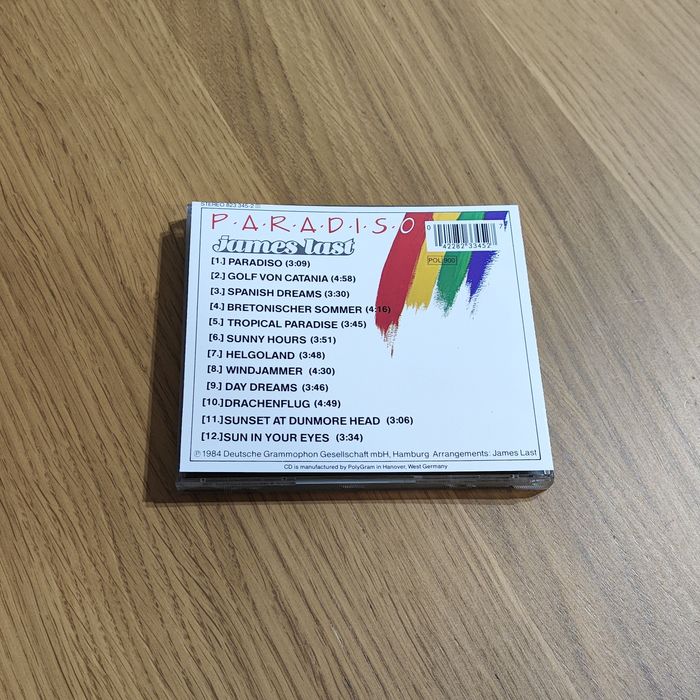 STEREO 823 345-2
P·A·R·A·D·I·S·O
james last
0 42282 33452 7
POL 900
[1.] PARADISO (3:09)
[2.] GOLF VON CATANIA (4:58)
[3.] SPANISH DREAMS (3:30)
[4.] BRETONISCHER SOMMER (4:16)
[5.] TROPICAL PARADISE (3:45)
[6.] SUNNY HOURS (3:51)
[7.] HELGOLAND (3:48)
[8.] WINDJAMMER (4:30)
[9.] DAY DREAMS (3:46)
[10.] DRACHENFLUG (4:49)
[11.] SUNSET AT DUNMORE HEAD (3:06)
[12.] SUN IN YOUR EYES (3:34)
℗ 1984 Deutsche Grammophon Gesellschaft mbH, Hamburg Arrangements: James Last
CD is manufactured by PolyGram in Hanover, West Germany